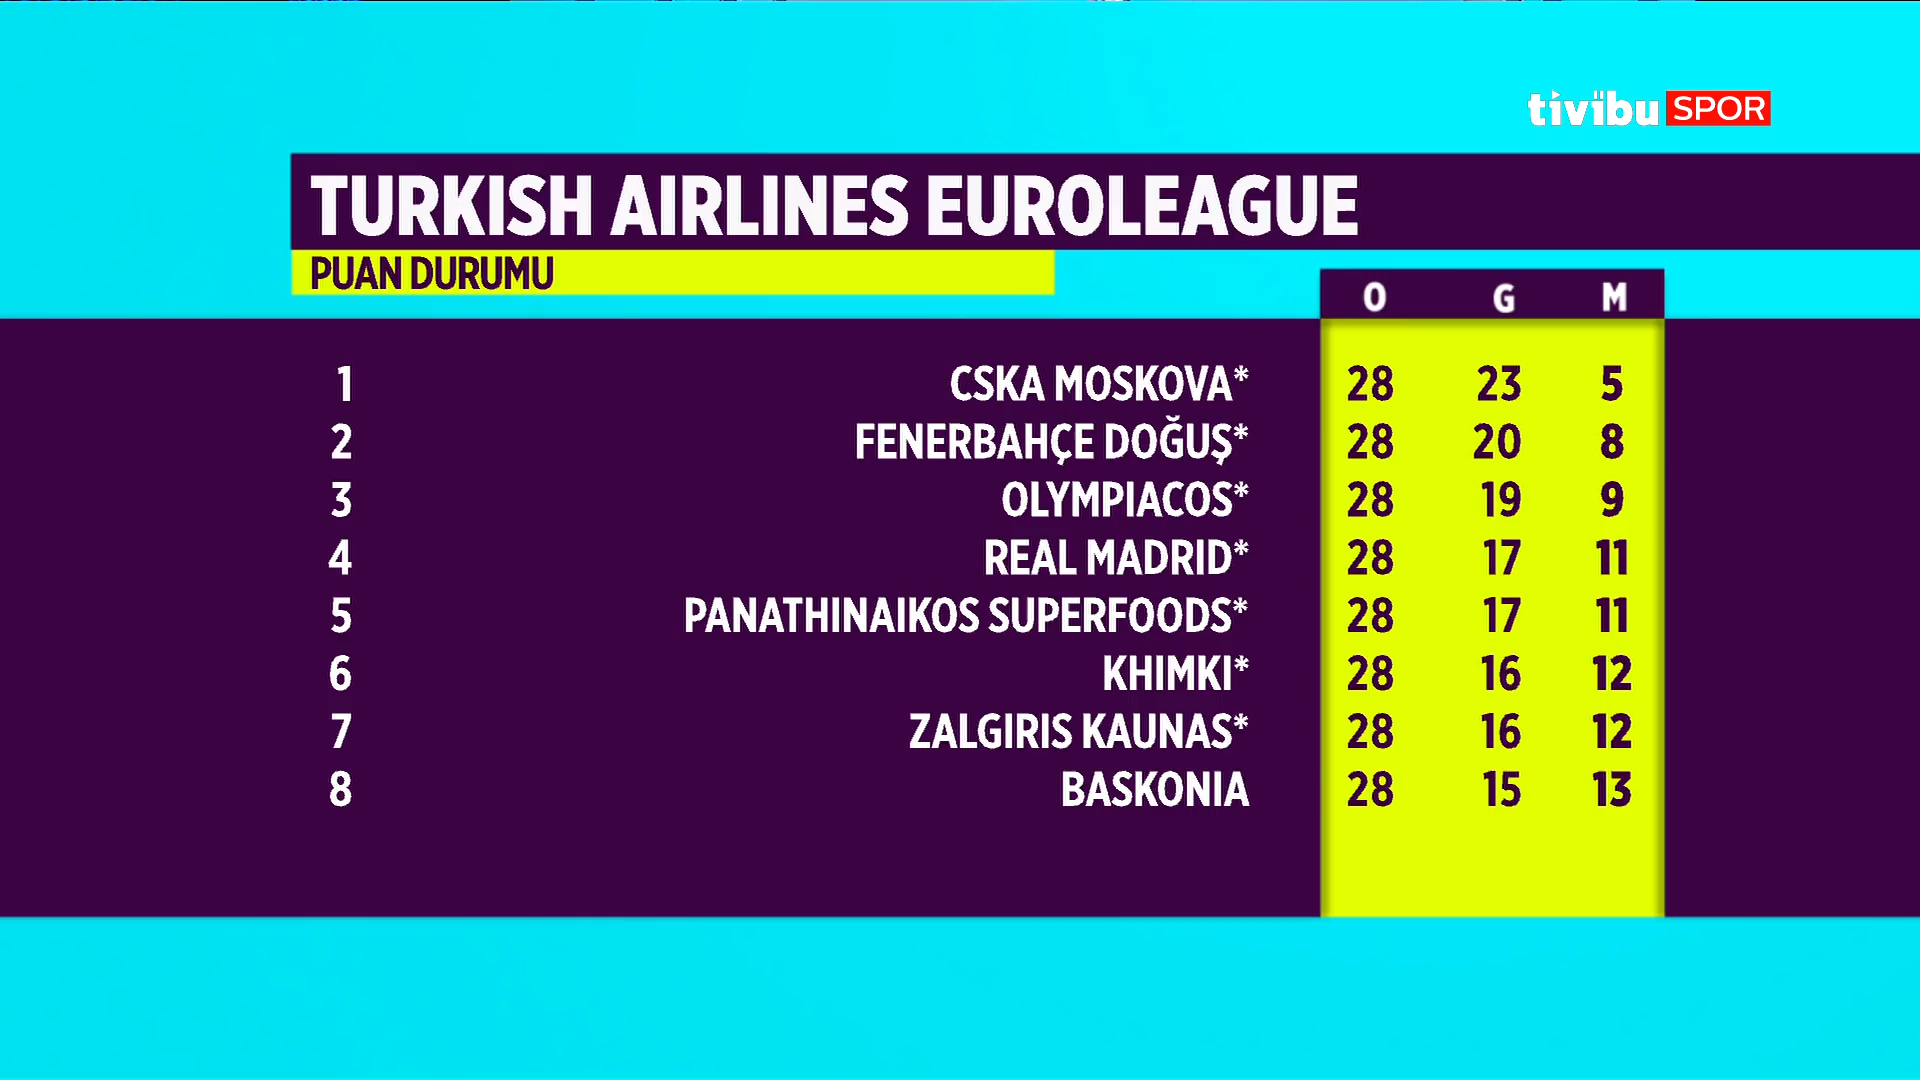 tivibu SPOR
TURKISH AIRLINES EUROLEAGUE
PUAN DURUMU
O G M
1 CSKA MOSKOVA* 28 23 5
2 FENERBAHÇE DOĞUŞ* 28 20 8
3 OLYMPIACOS* 28 19 9
4 REAL MADRID* 28 17 11
5 PANATHINAIKOS SUPERFOODS* 28 17 11
6 KHIMKI* 28 16 12
7 ZALGIRIS KAUNAS* 28 16 12
8 BASKONIA 28 15 13